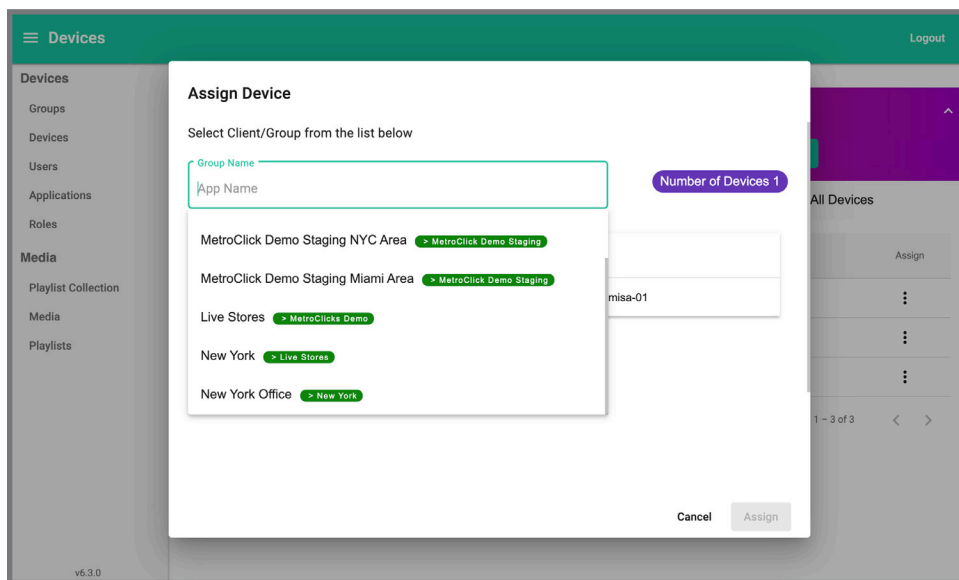 Devices
Logout
Devices
Groups
Devices
Users
Applications
Roles
Media
Playlist Collection
Media
Playlists
v6.3.0
Assign Device
Select Client/Group from the list below
Group Name
App Name
Number of Devices 1
MetroClick Demo Staging NYC Area > MetroClick Demo Staging
MetroClick Demo Staging Miami Area > MetroClick Demo Staging
Live Stores > MetroClicks Demo
New York > Live Stores
New York Office > New York
misa-01
Cancel
Assign
All Devices
Assign
1 – 3 of 3